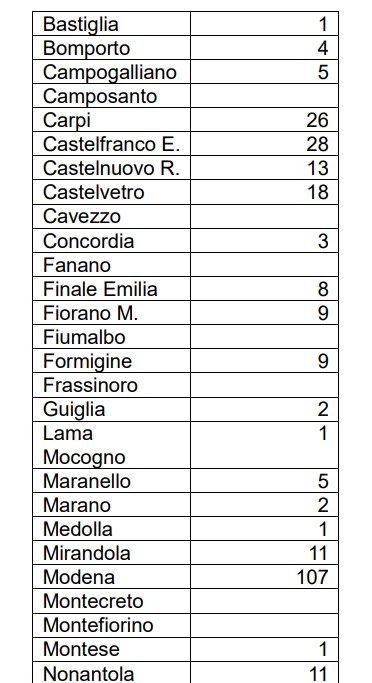 Bastiglia 1
Bomporto 4
Campogalliano 5
Camposanto
Carpi 26
Castelfranco E. 28
Castelnuovo R. 13
Castelvetro 18
Cavezzo
Concordia 3
Fanano
Finale Emilia 8
Fiorano M. 9
Fiumalbo
Formigine 9
Frassinoro
Guiglia 2
Lama 1
Mocogno
Maranello 5
Marano 2
Medolla 1
Mirandola 11
Modena 107
Montecreto
Montefiorino
Montese 1
Nonantola 11